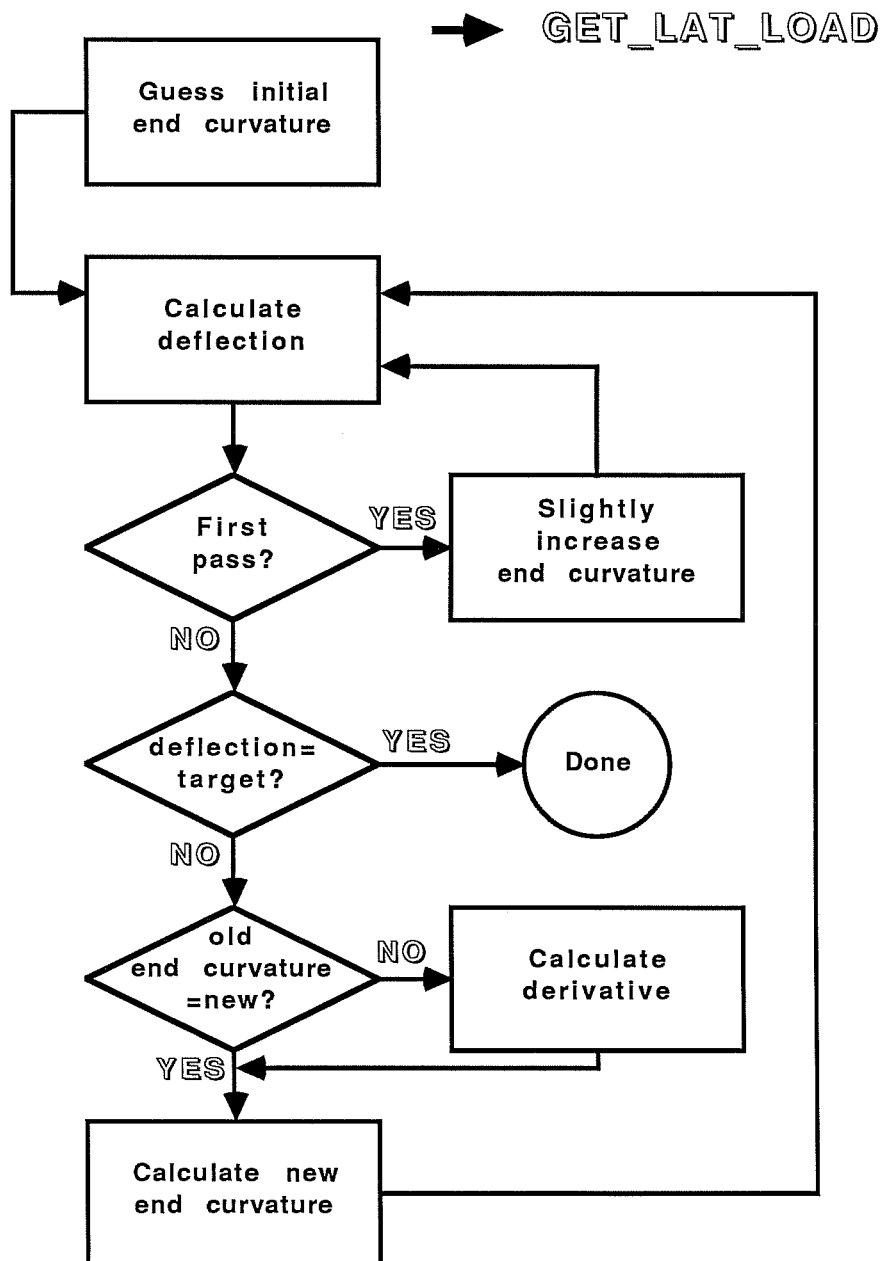 GET_LAT_LOAD
Guess initial
end curvature
Calculate
deflection
First
pass?
YES
Slightly
increase
end curvature
NO
deflection=
target?
YES
Done
NO
old
end curvature
=new?
NO
Calculate
derivative
YES
Calculate new
end curvature